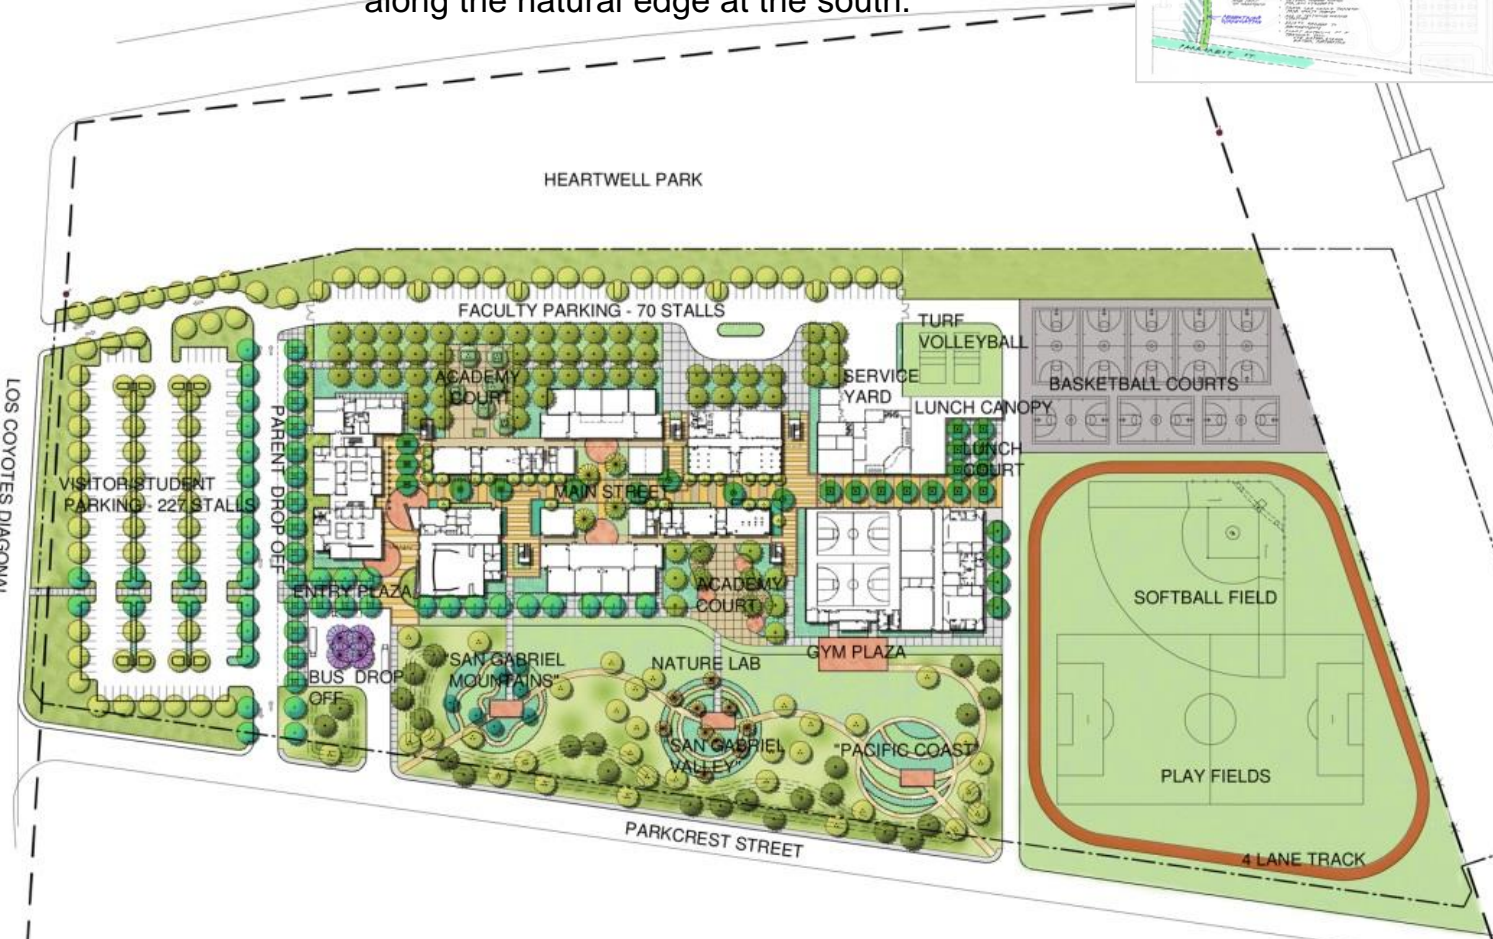 along the natural edge at the south.
PARKCREST ST
HEARTWELL PARK
FACULTY PARKING - 70 STALLS
TURF
VOLLEYBALL
ACADEMY
COURT
SERVICE
YARD
BASKETBALL COURTS
LUNCH CANOPY
LUNCH
COURT
LOS COYOTES DIAGONAL
PARENT DROP OFF
VISITOR/STUDENT
PARKING - 227 STALLS
MAIN STREET
ENTRY PLAZA
ACADEMY
COURT
SOFTBALL FIELD
GYM PLAZA
BUS DROP
OFF
"SAN GABRIEL
MOUNTAINS"
NATURE LAB
"SAN GABRIEL
VALLEY"
"PACIFIC COAST"
PLAY FIELDS
PARKCREST STREET
4 LANE TRACK